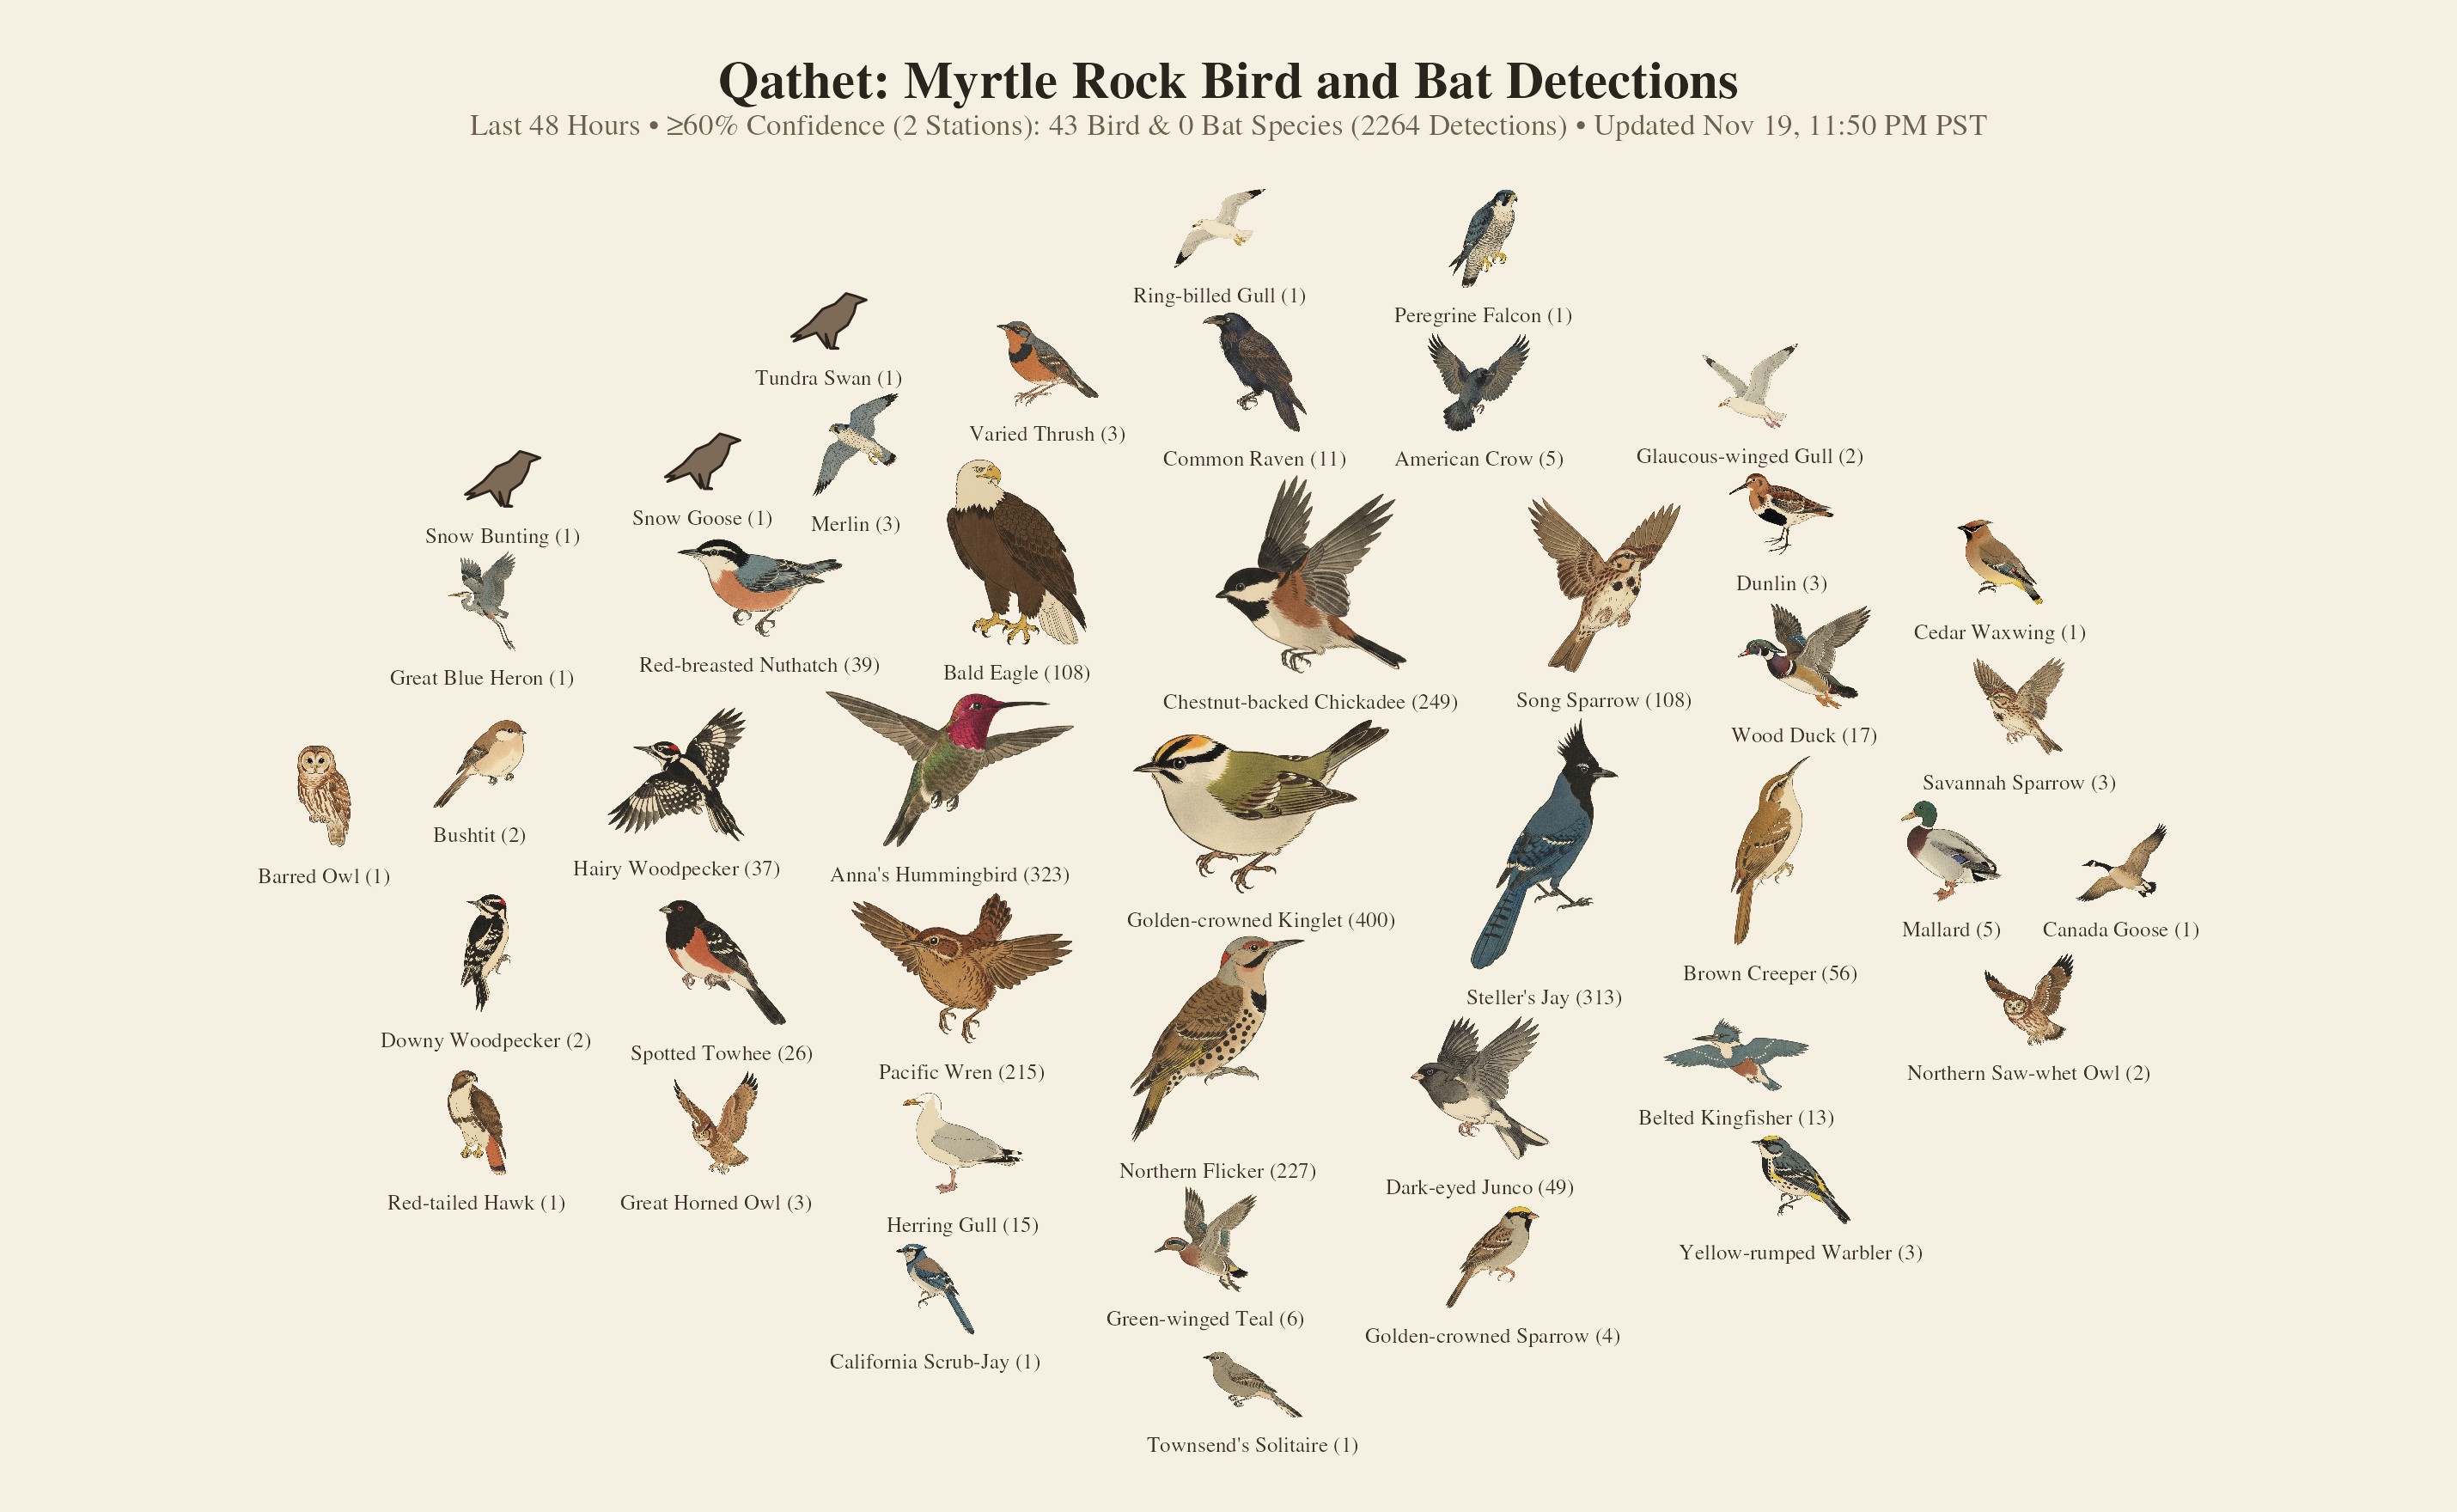 Qathet: Myrtle Rock Bird and Bat Detections
Last 48 Hours • ≥60% Confidence (2 Stations): 43 Bird & 0 Bat Species (2264 Detections) • Updated Nov 19, 11:50 PM PST
Ring-billed Gull (1)
Peregrine Falcon (1)
Tundra Swan (1)
Varied Thrush (3)
Common Raven (11)
American Crow (5)
Glaucous-winged Gull (2)
Snow Bunting (1)
Snow Goose (1)
Merlin (3)
Dunlin (3)
Cedar Waxwing (1)
Great Blue Heron (1)
Red-breasted Nuthatch (39)
Bald Eagle (108)
Chestnut-backed Chickadee (249)
Song Sparrow (108)
Wood Duck (17)
Savannah Sparrow (3)
Barred Owl (1)
Bushtit (2)
Hairy Woodpecker (37)
Anna's Hummingbird (323)
Golden-crowned Kinglet (400)
Mallard (5)
Canada Goose (1)
Brown Creeper (56)
Steller's Jay (313)
Downy Woodpecker (2)
Spotted Towhee (26)
Pacific Wren (215)
Northern Saw-whet Owl (2)
Belted Kingfisher (13)
Northern Flicker (227)
Dark-eyed Junco (49)
Red-tailed Hawk (1)
Great Horned Owl (3)
Herring Gull (15)
Yellow-rumped Warbler (3)
Green-winged Teal (6)
Golden-crowned Sparrow (4)
California Scrub-Jay (1)
Townsend's Solitaire (1)